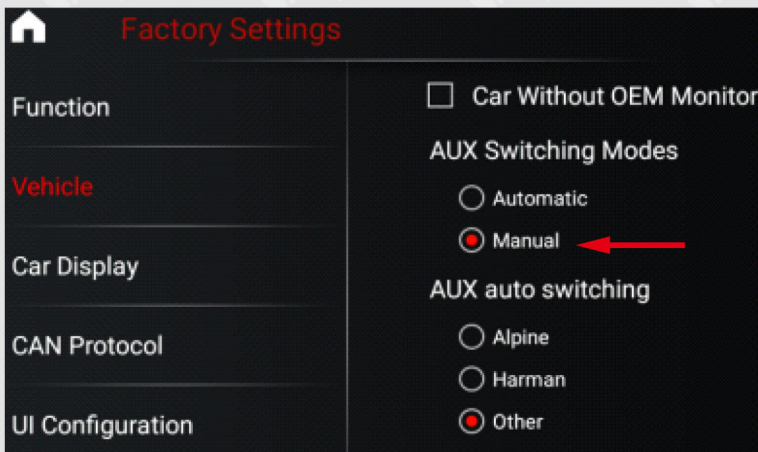 Factory Settings
Function
Vehicle
Car Display
CAN Protocol
UI Configuration
Car Without OEM Monitor
AUX Switching Modes
Automatic
Manual
AUX auto switching
Alpine
Harman
Other